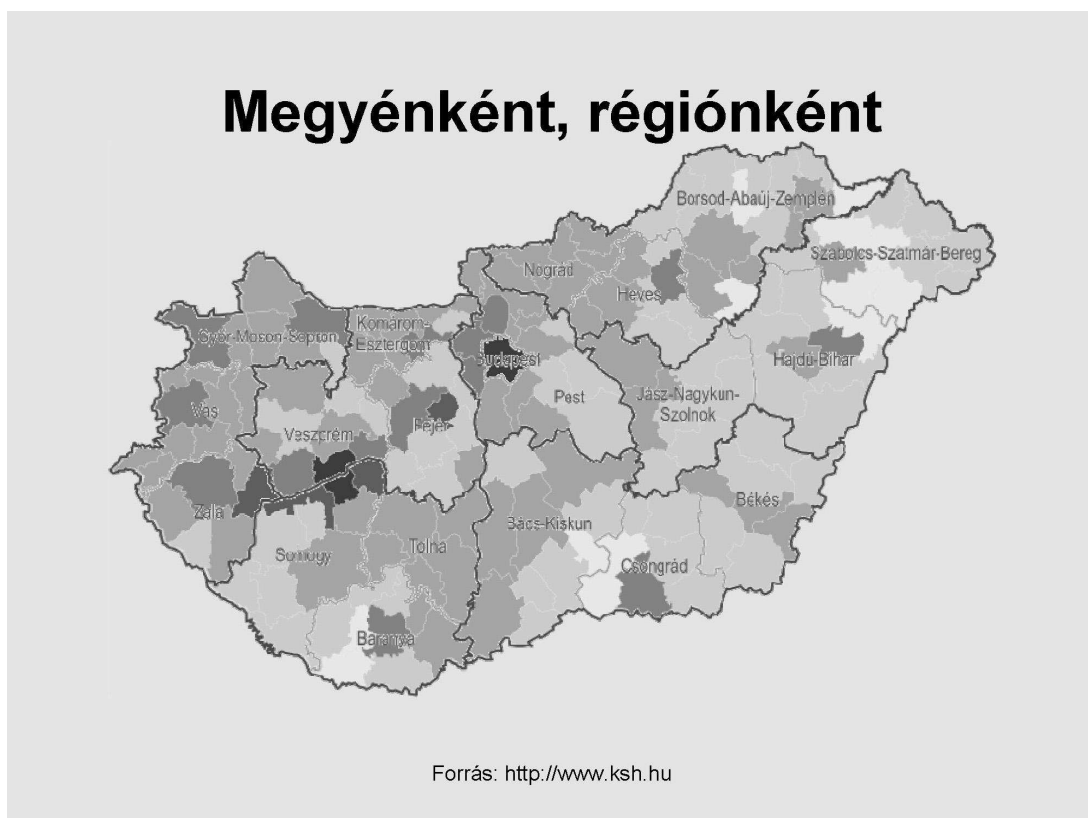 Megyénként, régiónként
Borsod-Abaúj-Zemplén
Szabolcs-Szatmár-Bereg
Nográd
Heves
Komárom-
Esztergom
Győr-Moson-Sopron
Budapest
Hajdú-Bihar
Pest
Jász-Nagykun-
Szolnok
Vas
Veszprém
Fejér
Békés
Zala
Bács-Kiskun
Tolna
Somogy
Csongrád
Baranya
Forrás: http://www.ksh.hu